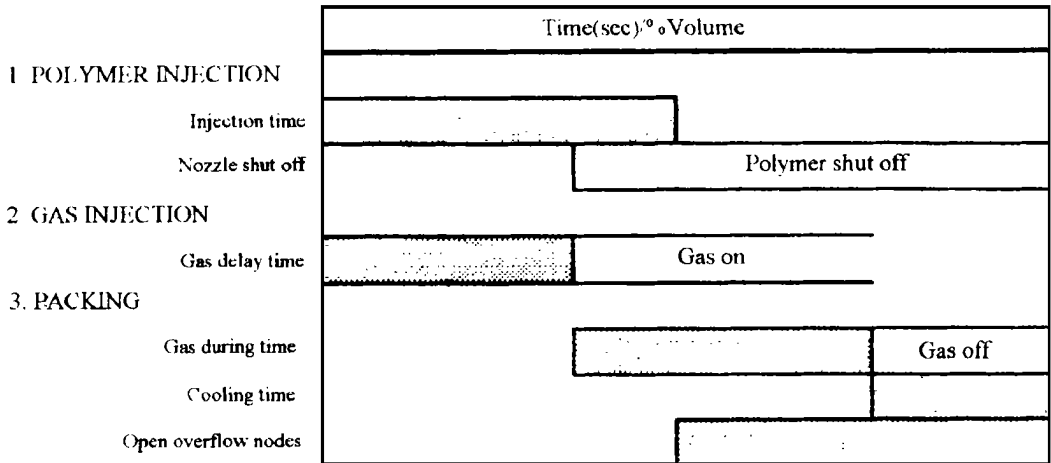 Time(sec)/%Volume
1 POLYMER INJECTION
Injection time
Nozzle shut off
Polymer shut off
2 GAS INJECTION
Gas delay time
Gas on
3. PACKING
Gas during time
Gas off
Cooling time
Open overflow nodes